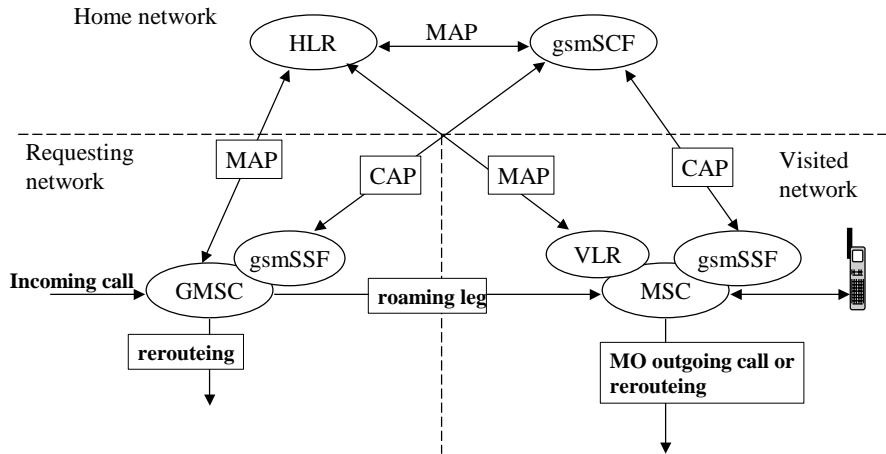 Home network
HLR
MAP
gsmSCF
Requesting
network
MAP
CAP
MAP
CAP
Visited
network
gsmSSF
VLR
gsmSSF
Incoming call
GMSC
roaming leg
MSC
rerouteing
MO outgoing call or
rerouteing